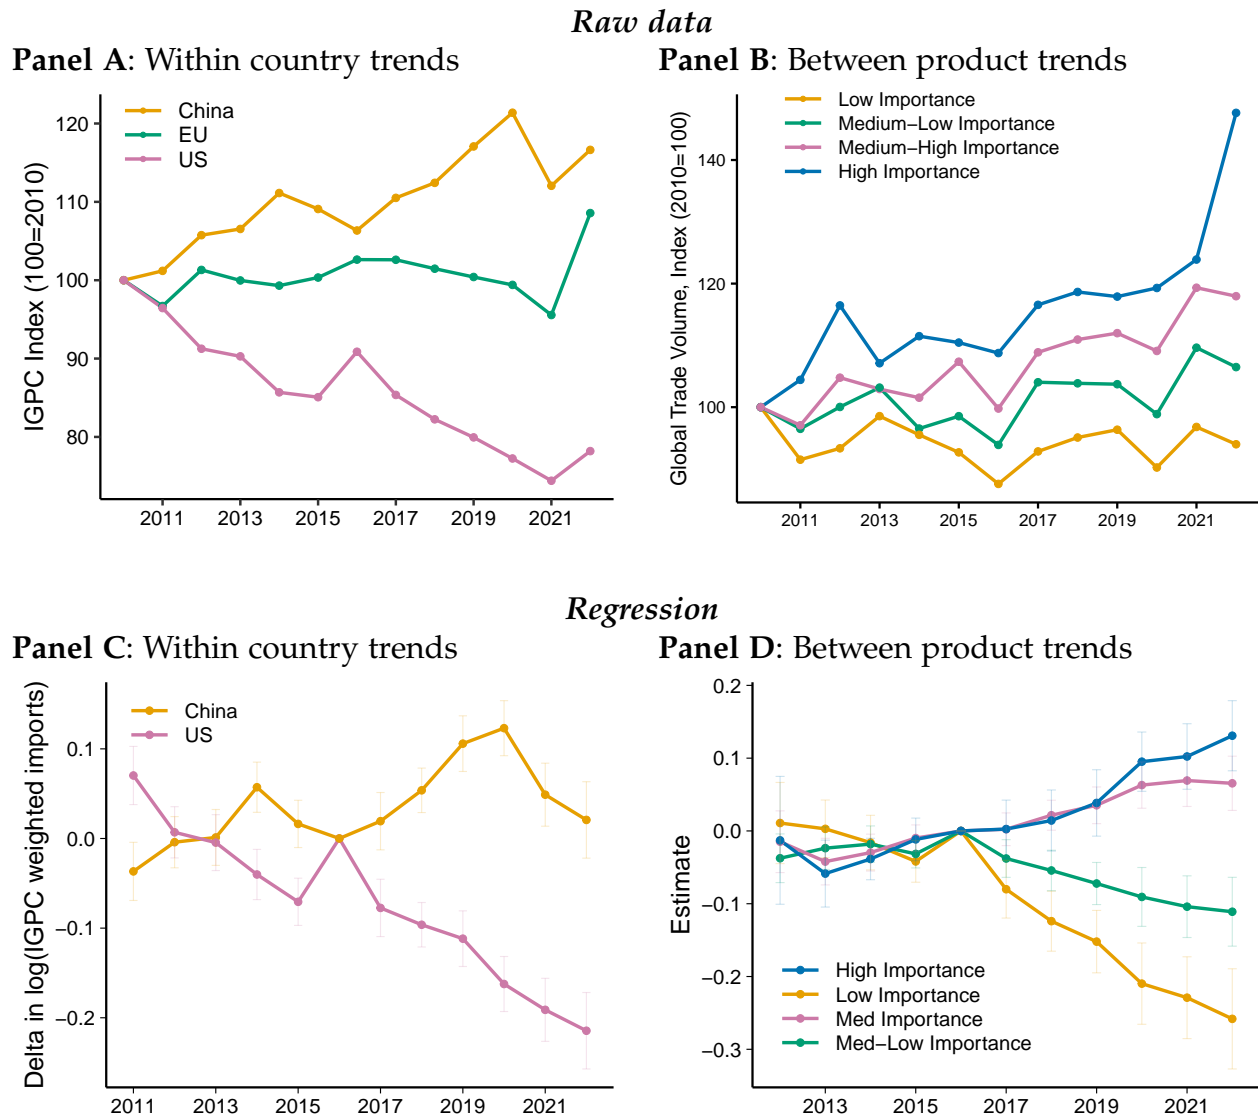 Raw data
Panel A: Within country trends
IGPC Index (100=2010)
China
EU
US
120
110
100
90
80
2011 2013 2015 2017 2019 2021
Panel B: Between product trends
Global Trade Volume, Index (2010=100)
Low Importance
Medium−Low Importance
Medium−High Importance
High Importance
140
120
100
2011 2013 2015 2017 2019 2021
Regression
Panel C: Within country trends
Delta in log(IGPC weighted imports)
China
US
0.1
0.0
−0.1
−0.2
2011 2013 2015 2017 2019 2021
Panel D: Between product trends
Estimate
0.2
0.1
0.0
−0.1
−0.2
−0.3
High Importance
Low Importance
Med Importance
Med−Low Importance
2013 2015 2017 2019 2021